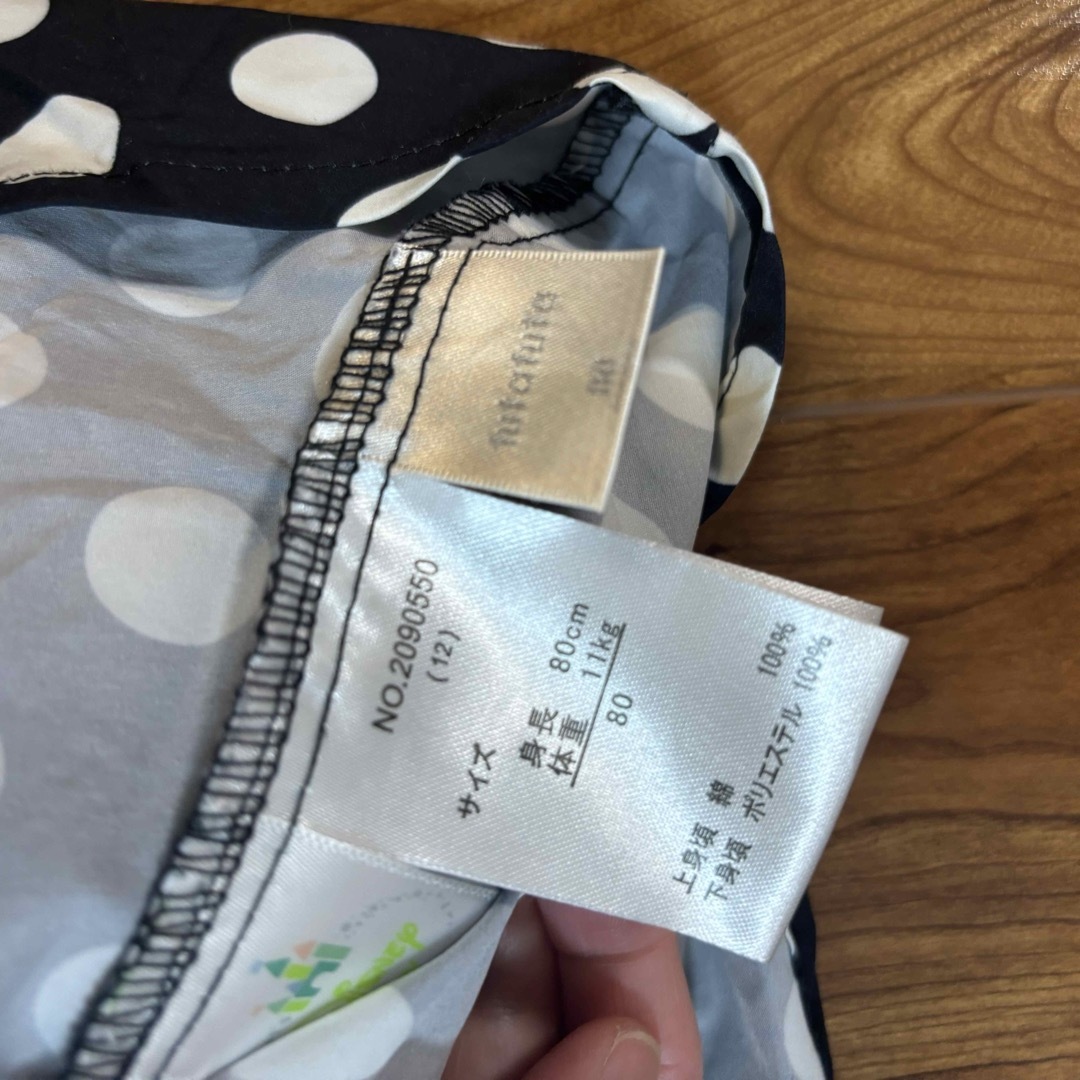 futafuta
80
NO.2090550
(12)
サイズ
身長 80cm
体重 11kg
80
上身頃 綿 100%
下身頃 ポリエステル 100%